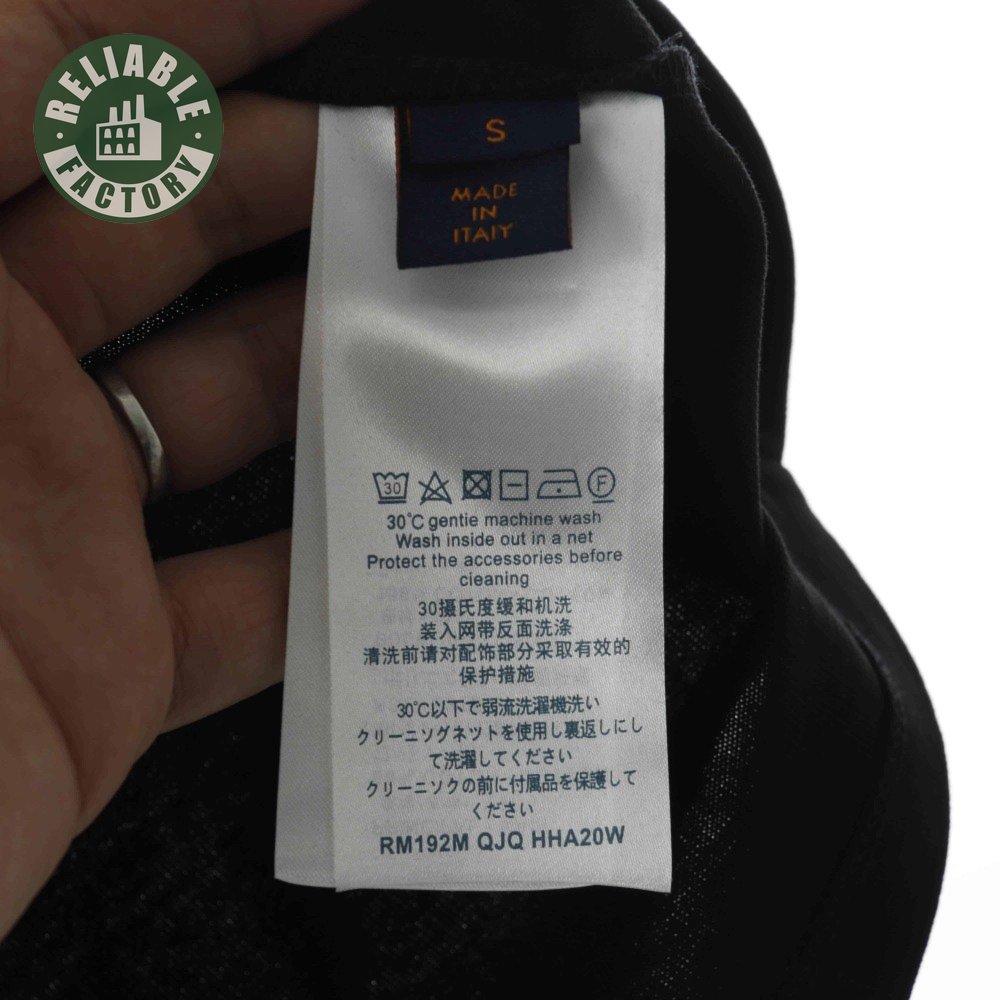 RELIABLE
FACTORY
S
MADE
IN
ITALY
30
F
30℃ gentie machine wash
Wash inside out in a net
Protect the accessories before
cleaning
30摄氏度缓和机洗
装入网带反面洗涤
清洗前请对配饰部分采取有效的
保护措施
30℃以下で弱流洗濯機洗い
クリーニソグネツトを使用し裏返しにし
て洗濯してください
クリーニソクの前に付属品を保護して
ください
RM192M QJQ HHA20W